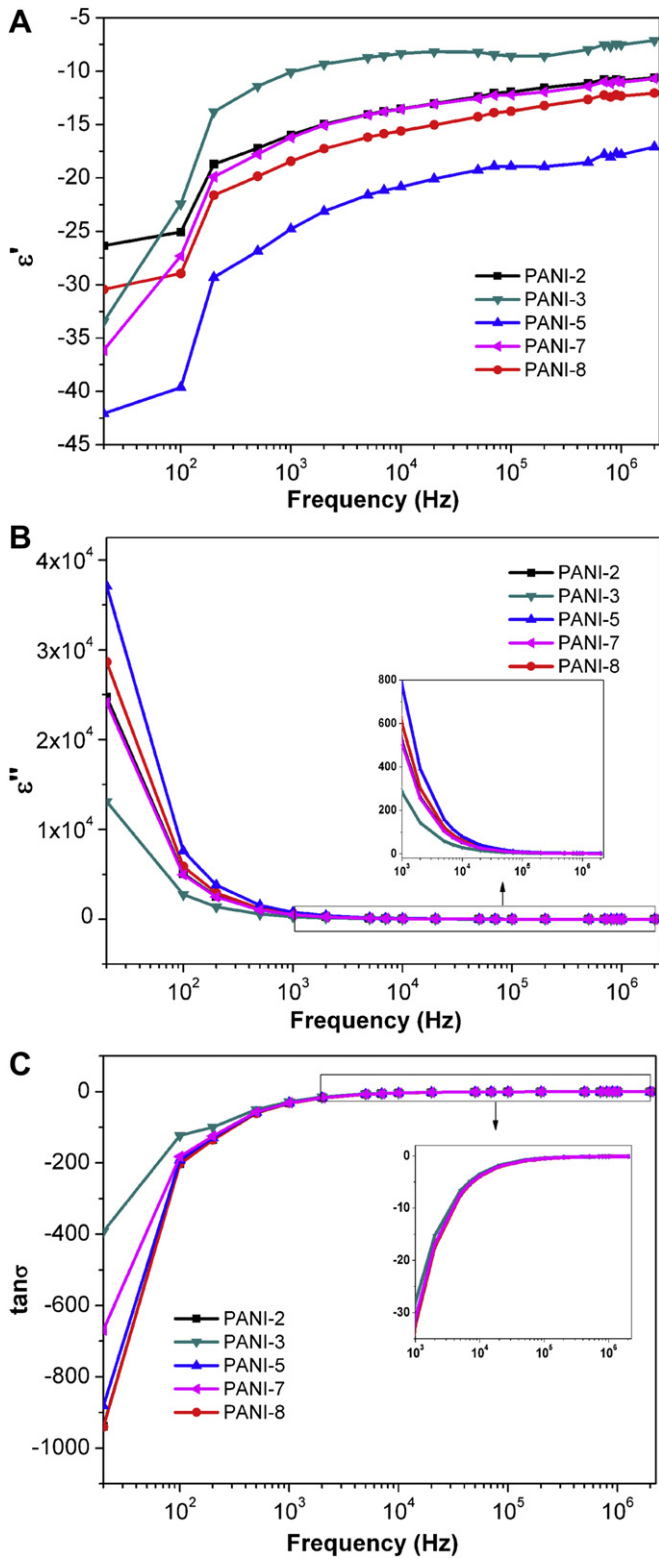 A
-5
-10
-15
-20
-25
-30
-35
-40
-45
ε'
PANI-2
PANI-3
PANI-5
PANI-7
PANI-8
10² 10³ 10⁴ 10⁵ 10⁶
Frequency (Hz)
B
4x10⁴
3x10⁴
2x10⁴
1x10⁴
0
ε''
PANI-2
PANI-3
PANI-5
PANI-7
PANI-8
800
600
400
200
0
10³ 10⁴ 10⁵ 10⁶
10² 10³ 10⁴ 10⁵ 10⁶
Frequency (Hz)
C
0
-200
-400
-600
-800
-1000
tanσ
0
-10
-20
-30
10³ 10⁴ 10⁵ 10⁶
PANI-2
PANI-3
PANI-5
PANI-7
PANI-8
10² 10³ 10⁴ 10⁵ 10⁶
Frequency (Hz)